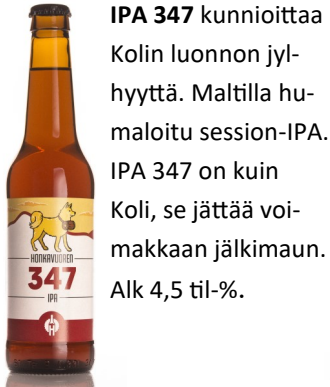 IPA 347 kunnioittaa
Kolin luonnon jyl-
hyyttä. Maltilla hu-
maloitu session-IPA.
IPA 347 on kuin
Koli, se jättää voi-
makkaan jälkimaun.
Alk 4,5 til-%.
HONKAVUOREN
347
IPA